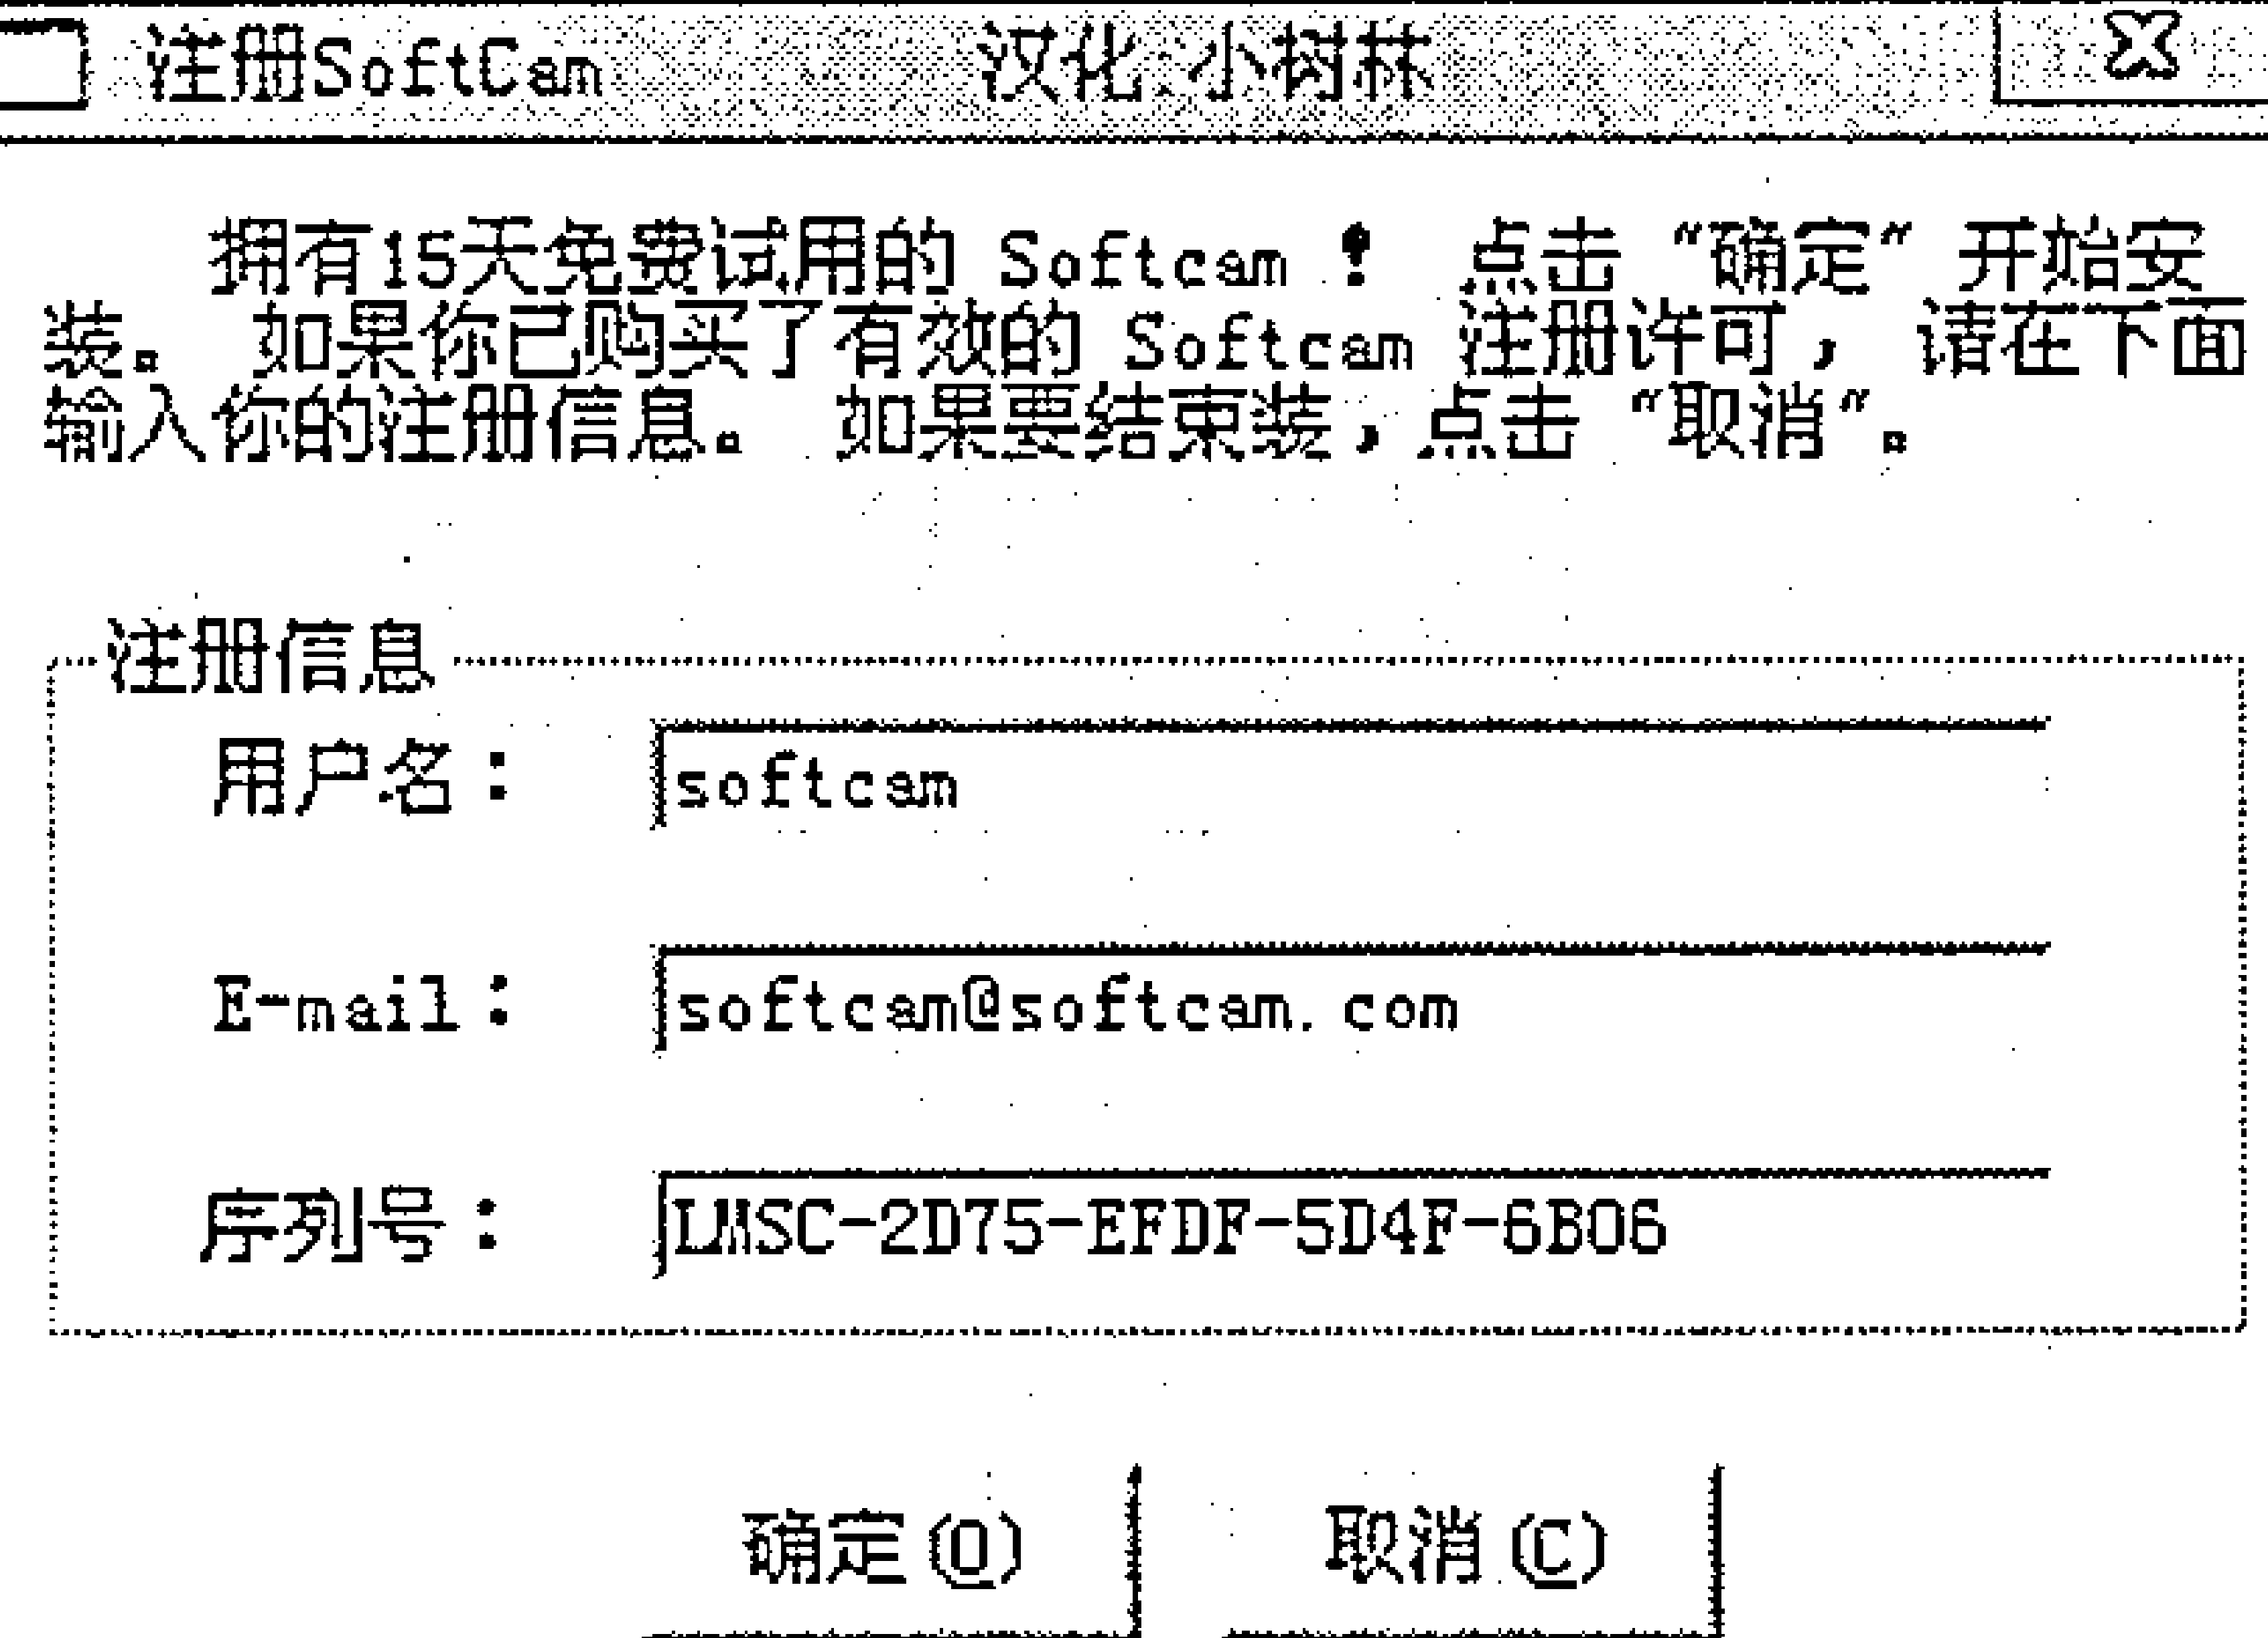 注册SoftCam 汉化:小树林
拥有15天免费试用的 Softcam ！ 点击 “确定” 开始安
装。 如果你已购买了有效的 Softcam 注册许可， 请在下面
输入你的注册信息。 如果要结束装，点击 “取消”。
注册信息
用户名： softcam
E-mail： softcam@softcam.com
序列号： LMSC-2D75-EFDF-5D4F-6B06
确定(O) 取消(C)